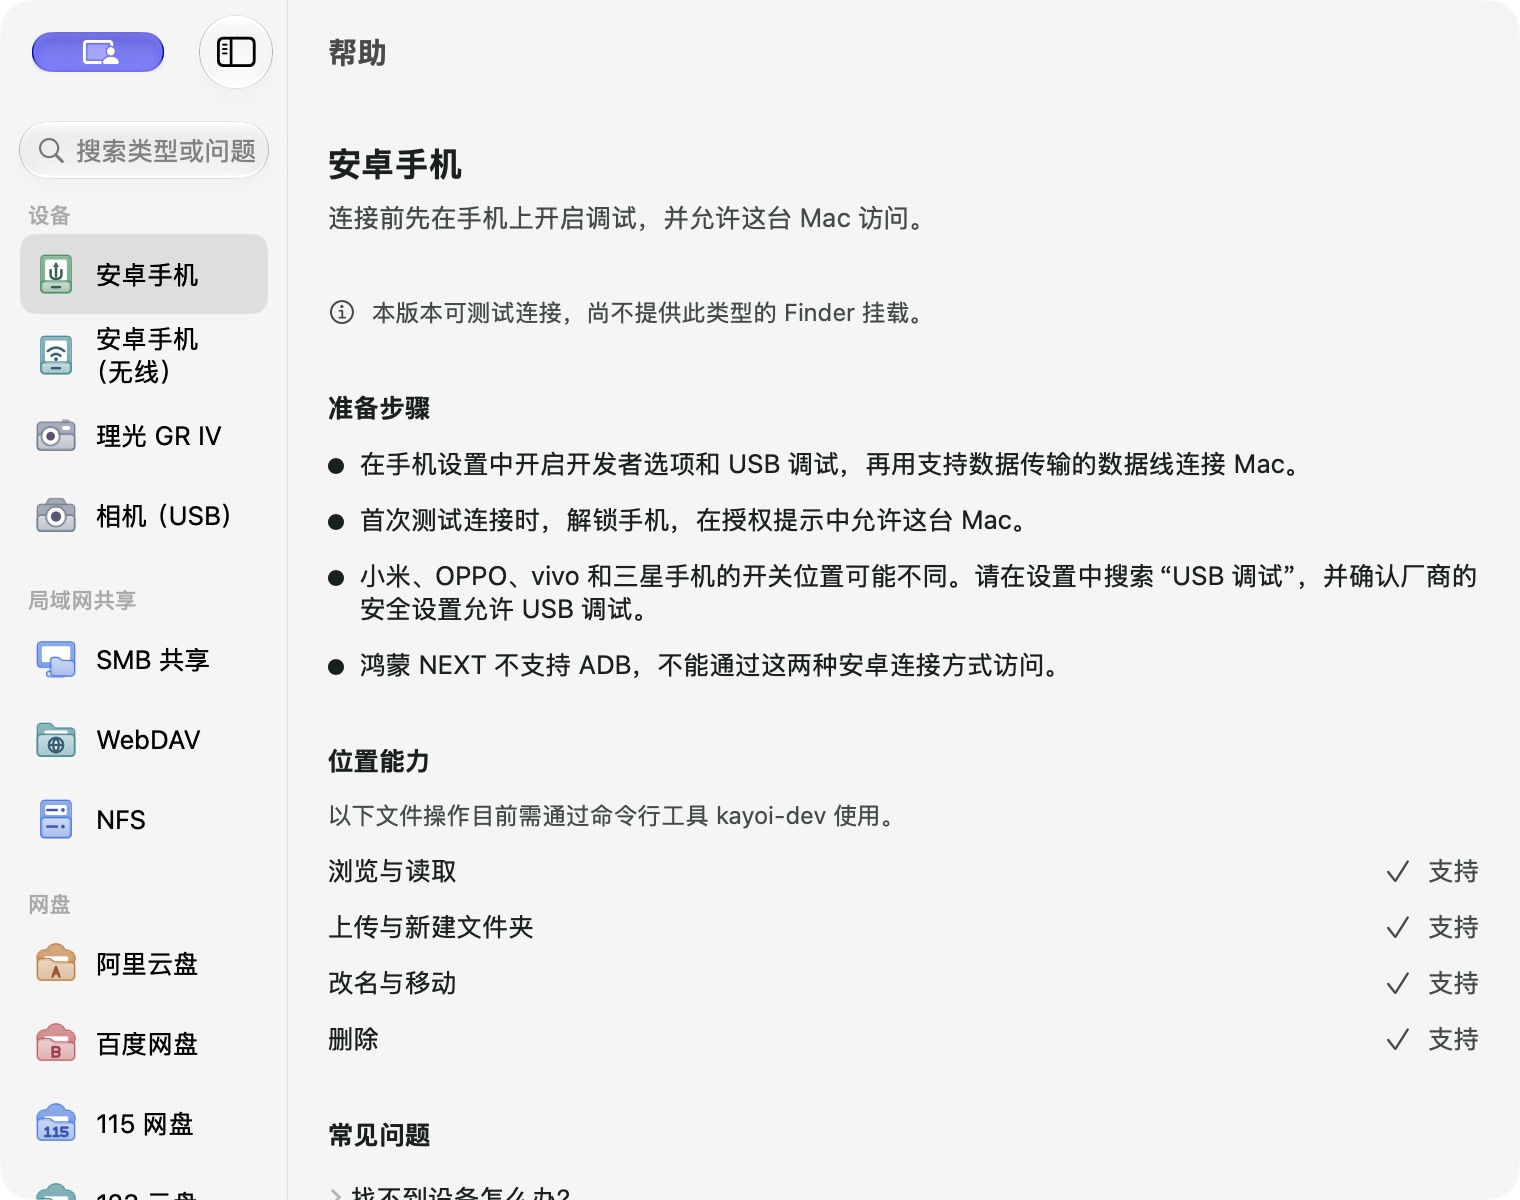 帮助
搜索类型或问题
设备
安卓手机
安卓手机
（无线）
理光 GR IV
相机（USB）
局域网共享
SMB 共享
WebDAV
NFS
网盘
A
阿里云盘
B
百度网盘
115
115 网盘
安卓手机
连接前先在手机上开启调试，并允许这台 Mac 访问。
本版本可测试连接，尚不提供此类型的 Finder 挂载。
准备步骤
● 在手机设置中开启开发者选项和 USB 调试，再用支持数据传输的数据线连接 Mac。
● 首次测试连接时，解锁手机，在授权提示中允许这台 Mac。
● 小米、OPPO、vivo 和三星手机的开关位置可能不同。请在设置中搜索 “USB 调试”，并确认厂商的
安全设置允许 USB 调试。
● 鸿蒙 NEXT 不支持 ADB，不能通过这两种安卓连接方式访问。
位置能力
以下文件操作目前需通过命令行工具 kayoi-dev 使用。
浏览与读取 ✓ 支持
上传与新建文件夹 ✓ 支持
改名与移动 ✓ 支持
删除 ✓ 支持
常见问题
找不到设备怎么办？